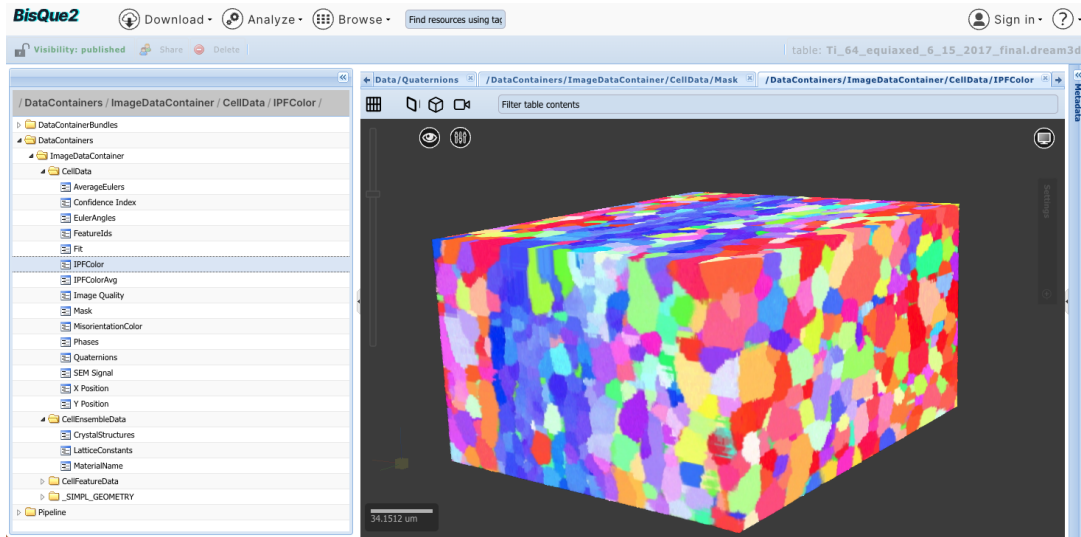 BisQue2 Download Analyze Browse Find resources using tag Sign in
Visibility: published Share Delete table: Ti_64_equiaxed_6_15_2017_final.dream3d
/ DataContainers / ImageDataContainer / CellData / IPFColor /
DataContainerBundles
DataContainers
ImageDataContainer
CellData
AverageEulers
Confidence Index
EulerAngles
FeatureIds
Fit
IPFColor
IPFColorAvg
Image Quality
Mask
MisorientationColor
Phases
Quaternions
SEM Signal
X Position
Y Position
CellEnsembleData
CrystalStructures
LatticeConstants
MaterialName
CellFeatureData
_SIMPL_GEOMETRY
Pipeline
Data/Quaternions /DataContainers/ImageDataContainer/CellData/Mask /DataContainers/ImageDataContainer/CellData/IPFColor
Filter table contents
Settings
34.1512 um
Metadata